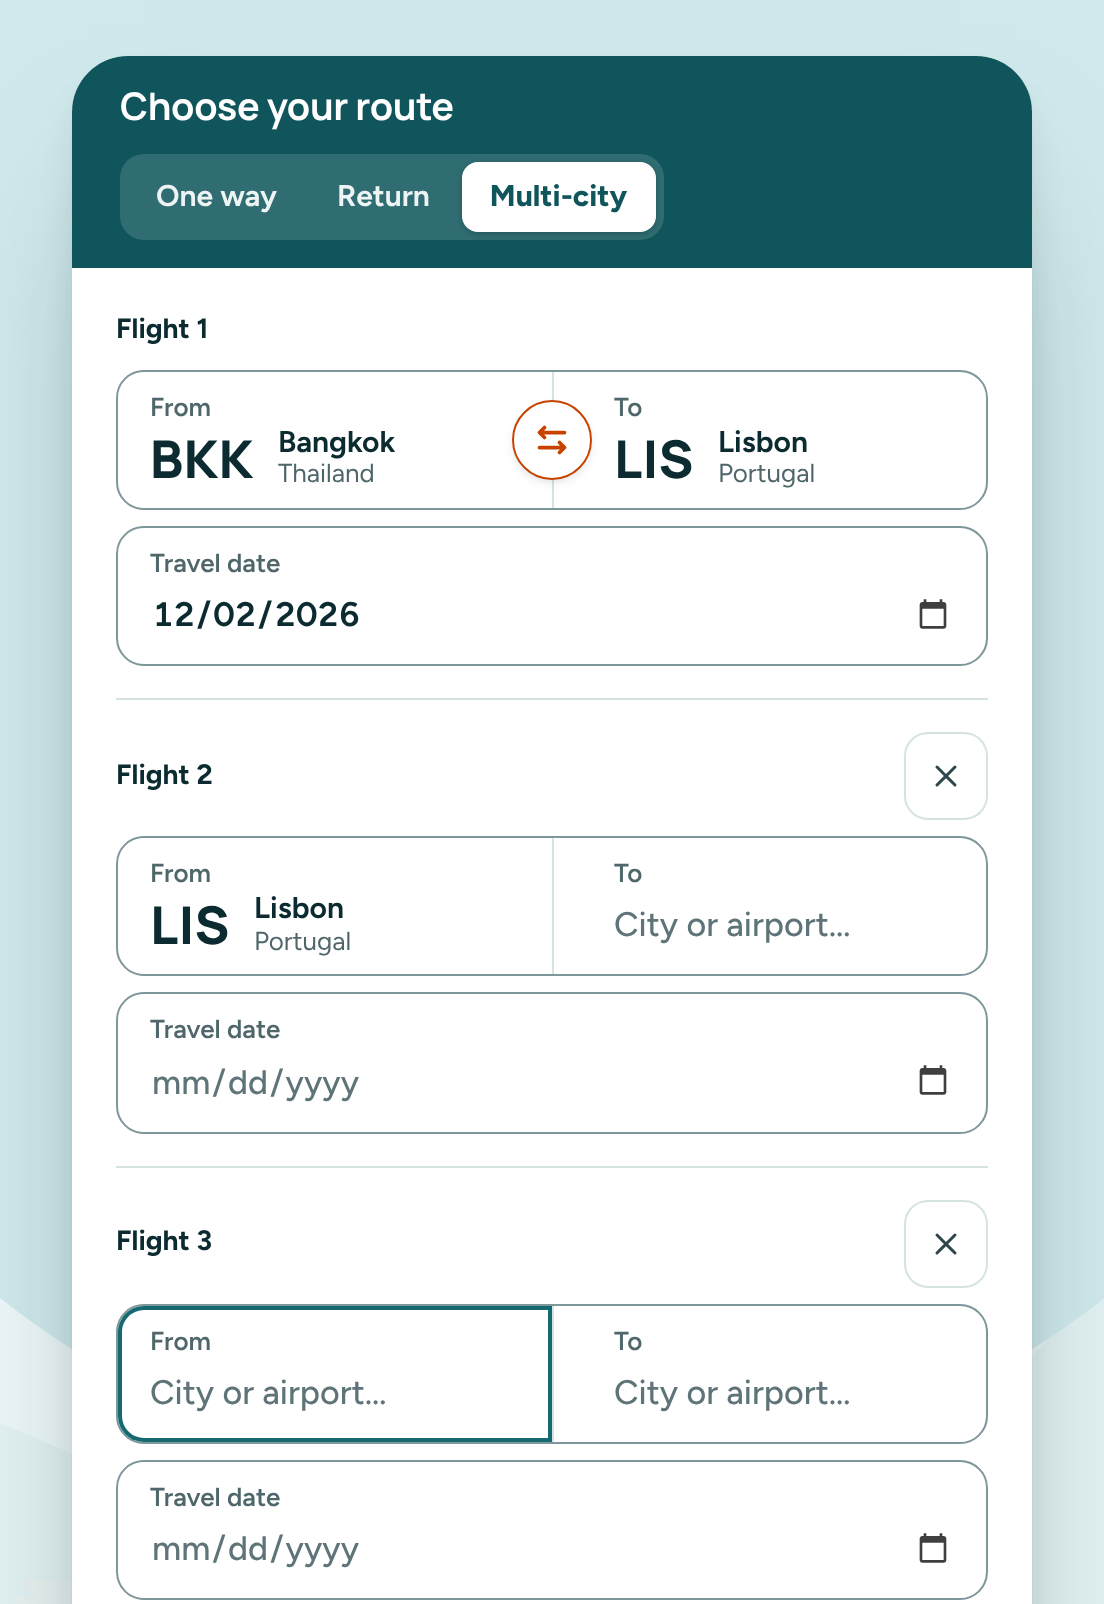 Choose your route
One way Return Multi-city
Flight 1
From
BKK Bangkok
Thailand
To
LIS Lisbon
Portugal
Travel date
12/02/2026
Flight 2
From
LIS Lisbon
Portugal
To
City or airport...
Travel date
mm/dd/yyyy
Flight 3
From
City or airport...
To
City or airport...
Travel date
mm/dd/yyyy